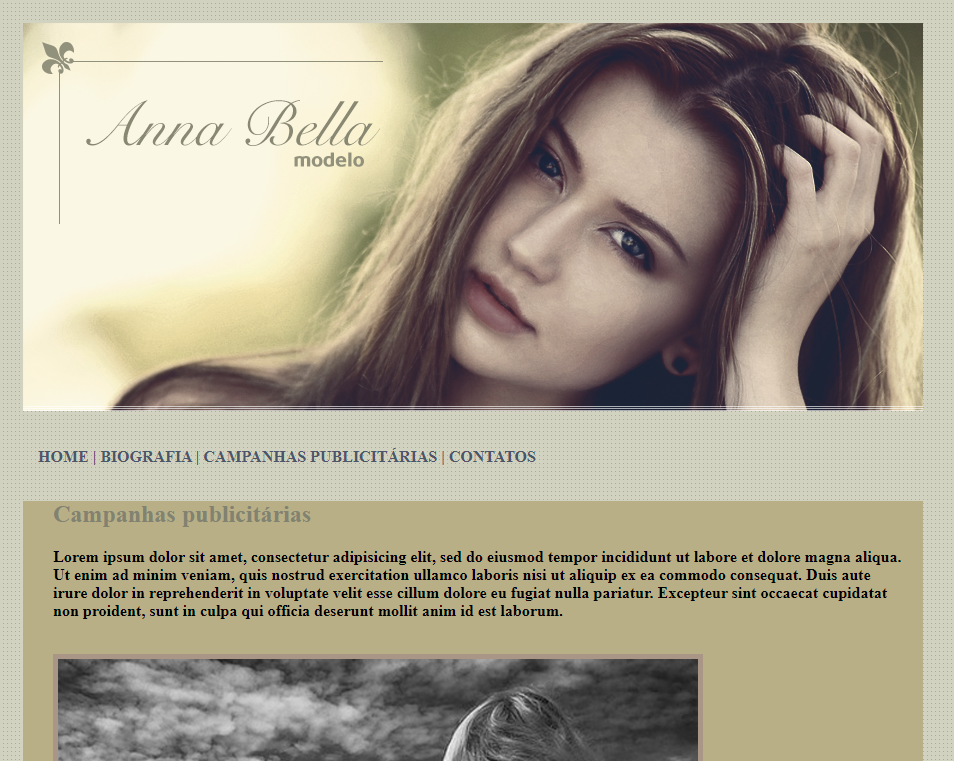 Anna Bella
modelo
HOME | BIOGRAFIA | CAMPANHAS PUBLICITÁRIAS | CONTATOS
Campanhas publicitárias
Lorem ipsum dolor sit amet, consectetur adipisicing elit, sed do eiusmod tempor incididunt ut labore et dolore magna aliqua.
Ut enim ad minim veniam, quis nostrud exercitation ullamco laboris nisi ut aliquip ex ea commodo consequat. Duis aute
irure dolor in reprehenderit in voluptate velit esse cillum dolore eu fugiat nulla pariatur. Excepteur sint occaecat cupidatat
non proident, sunt in culpa qui officia deserunt mollit anim id est laborum.